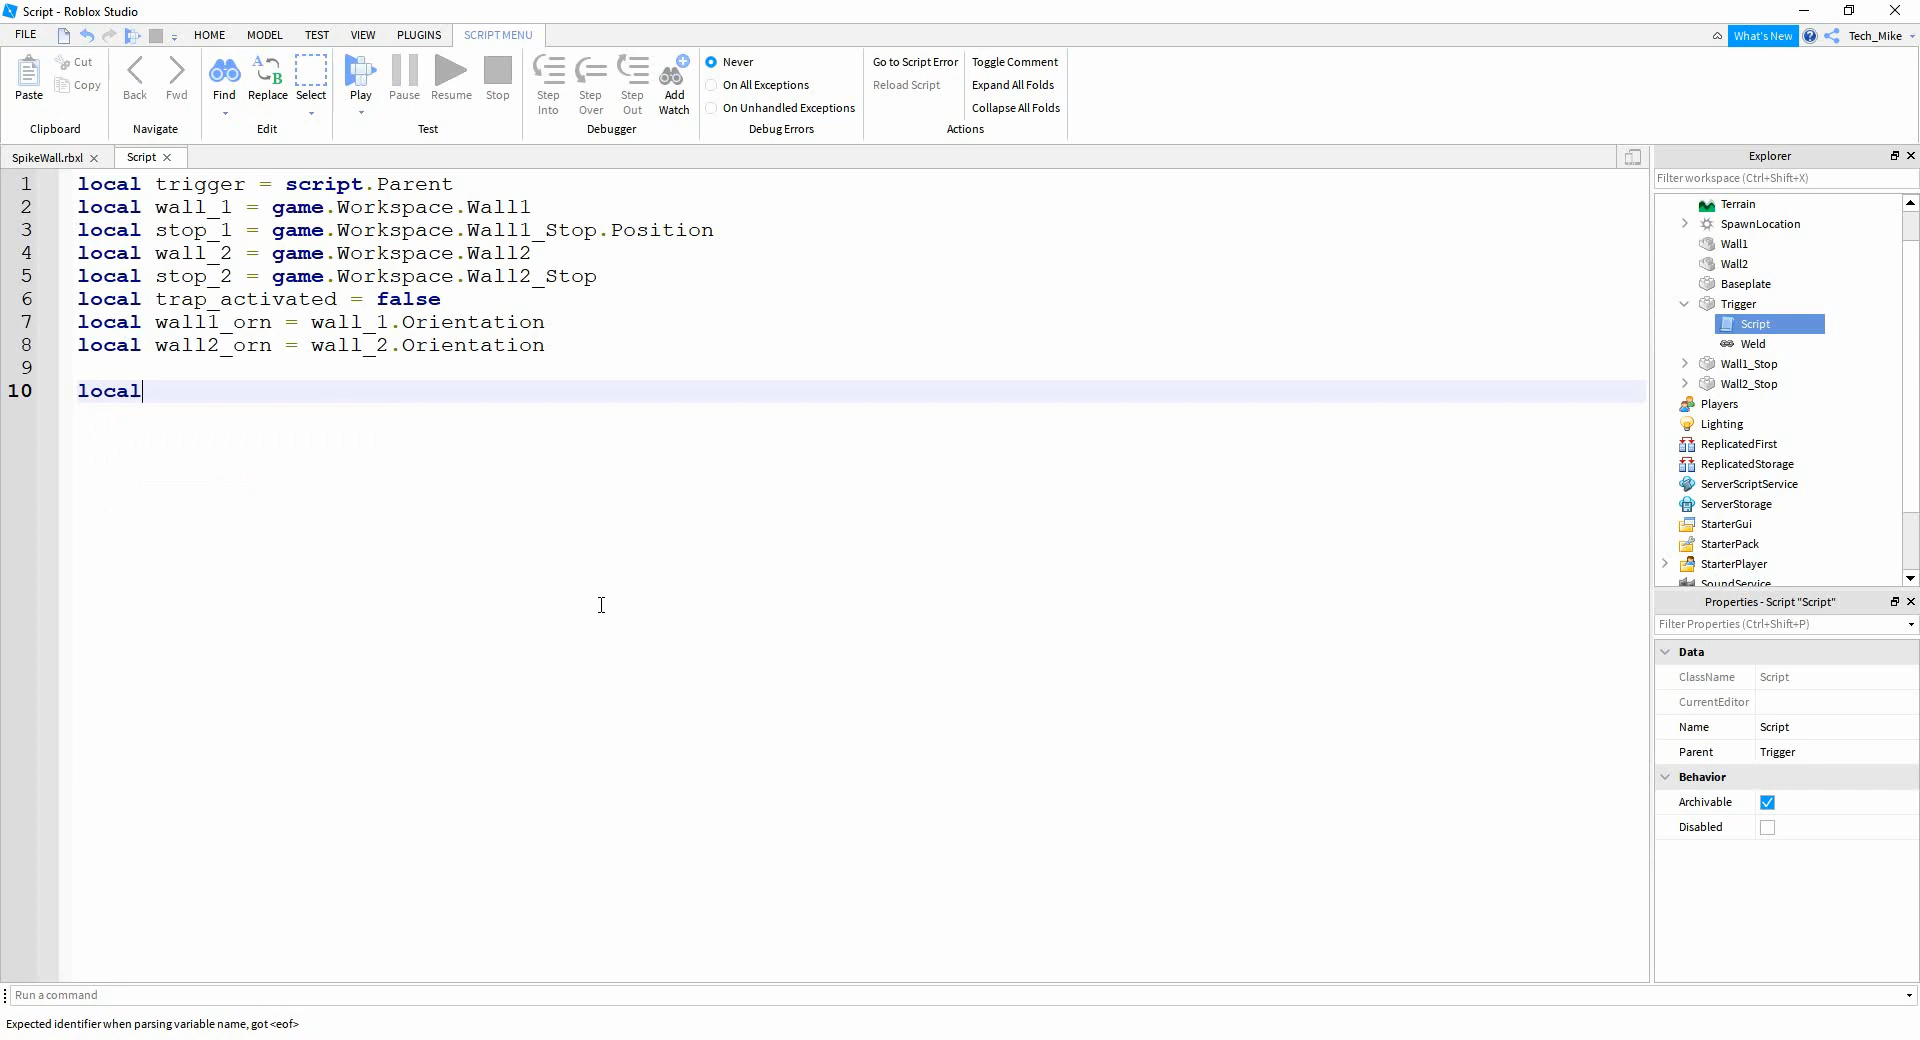 Script - Roblox Studio
FILE HOME MODEL TEST VIEW PLUGINS SCRIPT MENU What's New Tech_Mike
Paste Cut Copy Back Fwd Find Replace Select Play Pause Resume Stop Step Into Step Over Step Out Add Watch
Never
On All Exceptions
On Unhandled Exceptions
Go to Script Error
Reload Script
Toggle Comment
Expand All Folds
Collapse All Folds
Clipboard Navigate Edit Test Debugger Debug Errors Actions
SpikeWall.rbxl Script
1 local trigger = script.Parent
2 local wall_1 = game.Workspace.Wall1
3 local stop_1 = game.Workspace.Wall1_Stop.Position
4 local wall_2 = game.Workspace.Wall2
5 local stop_2 = game.Workspace.Wall2_Stop
6 local trap_activated = false
7 local wall1_orn = wall_1.Orientation
8 local wall2_orn = wall_2.Orientation
9
10 local
Explorer
Filter workspace (Ctrl+Shift+X)
Terrain
SpawnLocation
Wall1
Wall2
Baseplate
Trigger
Script
Weld
Wall1_Stop
Wall2_Stop
Players
Lighting
ReplicatedFirst
ReplicatedStorage
ServerScriptService
ServerStorage
StarterGui
StarterPack
StarterPlayer
SoundService
Properties - Script "Script"
Filter Properties (Ctrl+Shift+P)
Data
ClassName Script
CurrentEditor
Name Script
Parent Trigger
Behavior
Archivable
Disabled
Run a command
Expected identifier when parsing variable name, got <eof>